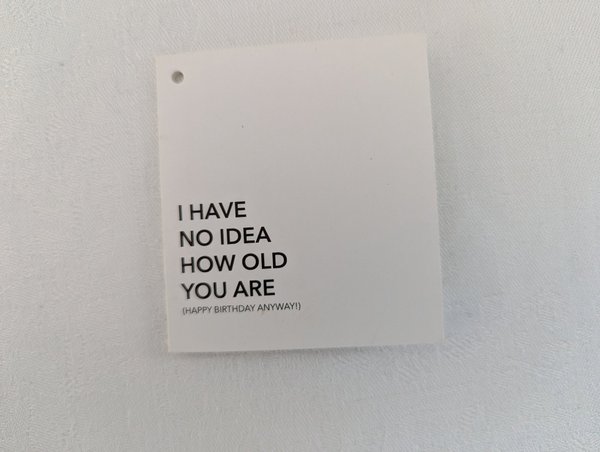 I HAVE
NO IDEA
HOW OLD
YOU ARE
(HAPPY BIRTHDAY ANYWAY!)